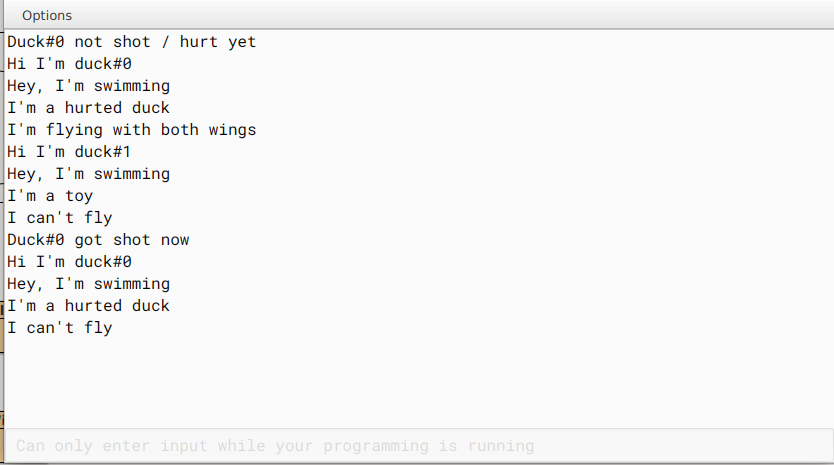 Options
Duck#0 not shot / hurt yet
Hi I'm duck#0
Hey, I'm swimming
I'm a hurted duck
I'm flying with both wings
Hi I'm duck#1
Hey, I'm swimming
I'm a toy
I can't fly
Duck#0 got shot now
Hi I'm duck#0
Hey, I'm swimming
I'm a hurted duck
I can't fly
Can only enter input while your programming is running